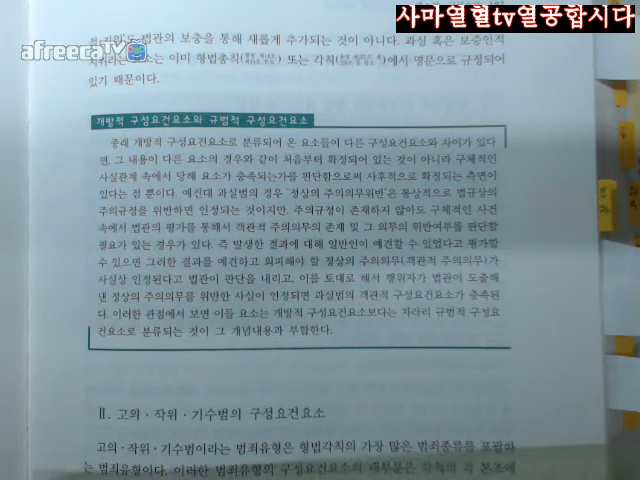 사마열혈tv열공합시다
afreecaTV
적 작위도 법관의 보충을 통해 새롭게 추가되는 것이 아니다. 과실 혹은 보증인적
지위라는 요소는 이미 형법총칙( ) 또는 각칙( )에서 명문으로 규정되어
있기 때문이다.
개방적 구성요건요소와 규범적 구성요건요소
종래 개방적 구성요건요소로 분류되어 온 요소들이 다른 구성요건요소와 차이가 있다
면, 그 내용이 다른 요소의 경우와 같이 처음부터 확정되어 있는 것이 아니라 구체적인
사실관계 속에서 당해 요소가 충족되는가를 판단함으로써 사후적으로 확정되는 측면이
있다는 점 뿐이다. 예컨대 과실범의 경우 '정상의 주의의무위반'은 통상적으로 법규상의
주의규정을 위반하면 인정되는 것이지만, 주의규정이 존재하지 않아도 구체적인 사건
속에서 법관의 평가를 통해서 객관적 주의의무의 존재 및 그 의무의 위반여부를 판단할
필요가 있는 경우가 있다. 즉 발생한 결과에 대해 일반인이 예견할 수 있었다고 평가할
수 있으면 그러한 결과를 예견하고 회피해야 할 정상의 주의의무(객관적 주의의무)가
사실상 인정된다고 법관이 판단을 내리고, 이를 토대로 해서 행위자가 법관이 도출해
낸 정상의 주의의무를 위반한 사실이 인정되면 과실범의 객관적 구성요건요소가 충족된
다. 이러한 관점에서 보면 이들 요소는 개방적 구성요건요소보다는 차라리 규범적 구성요
건요소로 분류되는 것이 그 개념내용과 부합한다.
Ⅱ. 고의·작위·기수범의 구성요건요소
고의·작위·기수범이라는 범죄유형은 형법각칙의 가장 많은 범죄종류를 포괄하
는 범죄유형이다. 이러한 범죄유형의 구성요건요소의 대부분은 각칙의 각 본조에